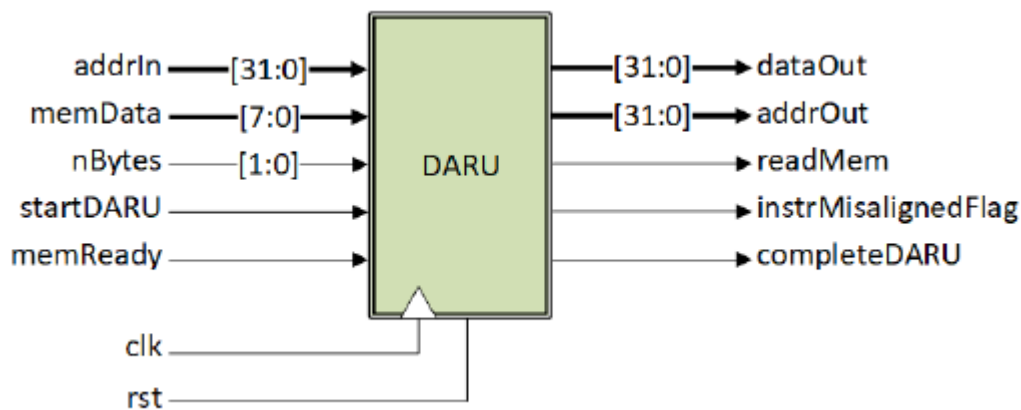 addrIn [31:0] [31:0] dataOut
memData [7:0] [31:0] addrOut
nBytes [1:0] DARU readMem
startDARU instrMisalignedFlag
memReady completeDARU
clk
rst